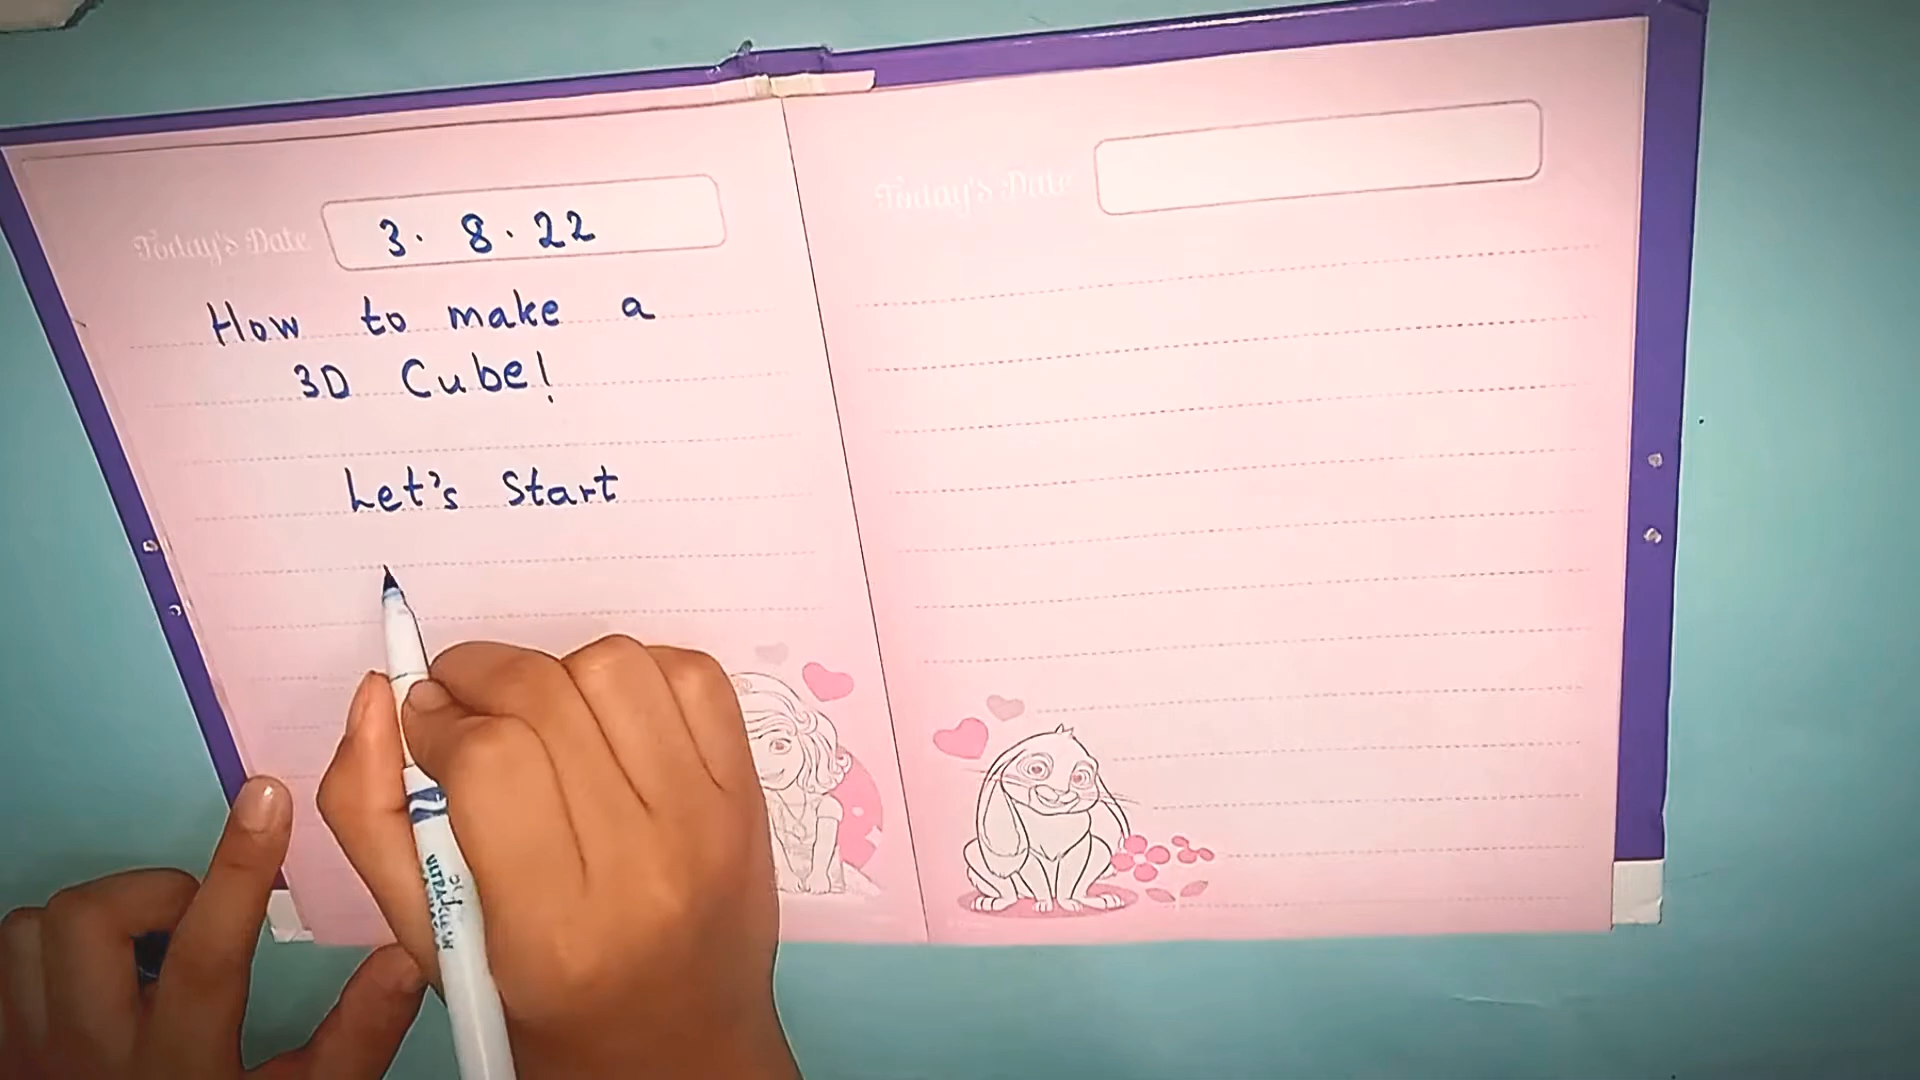 Today's Date
3. 8. 22
How to make a
3D Cube!
Let's Start
Today's Date